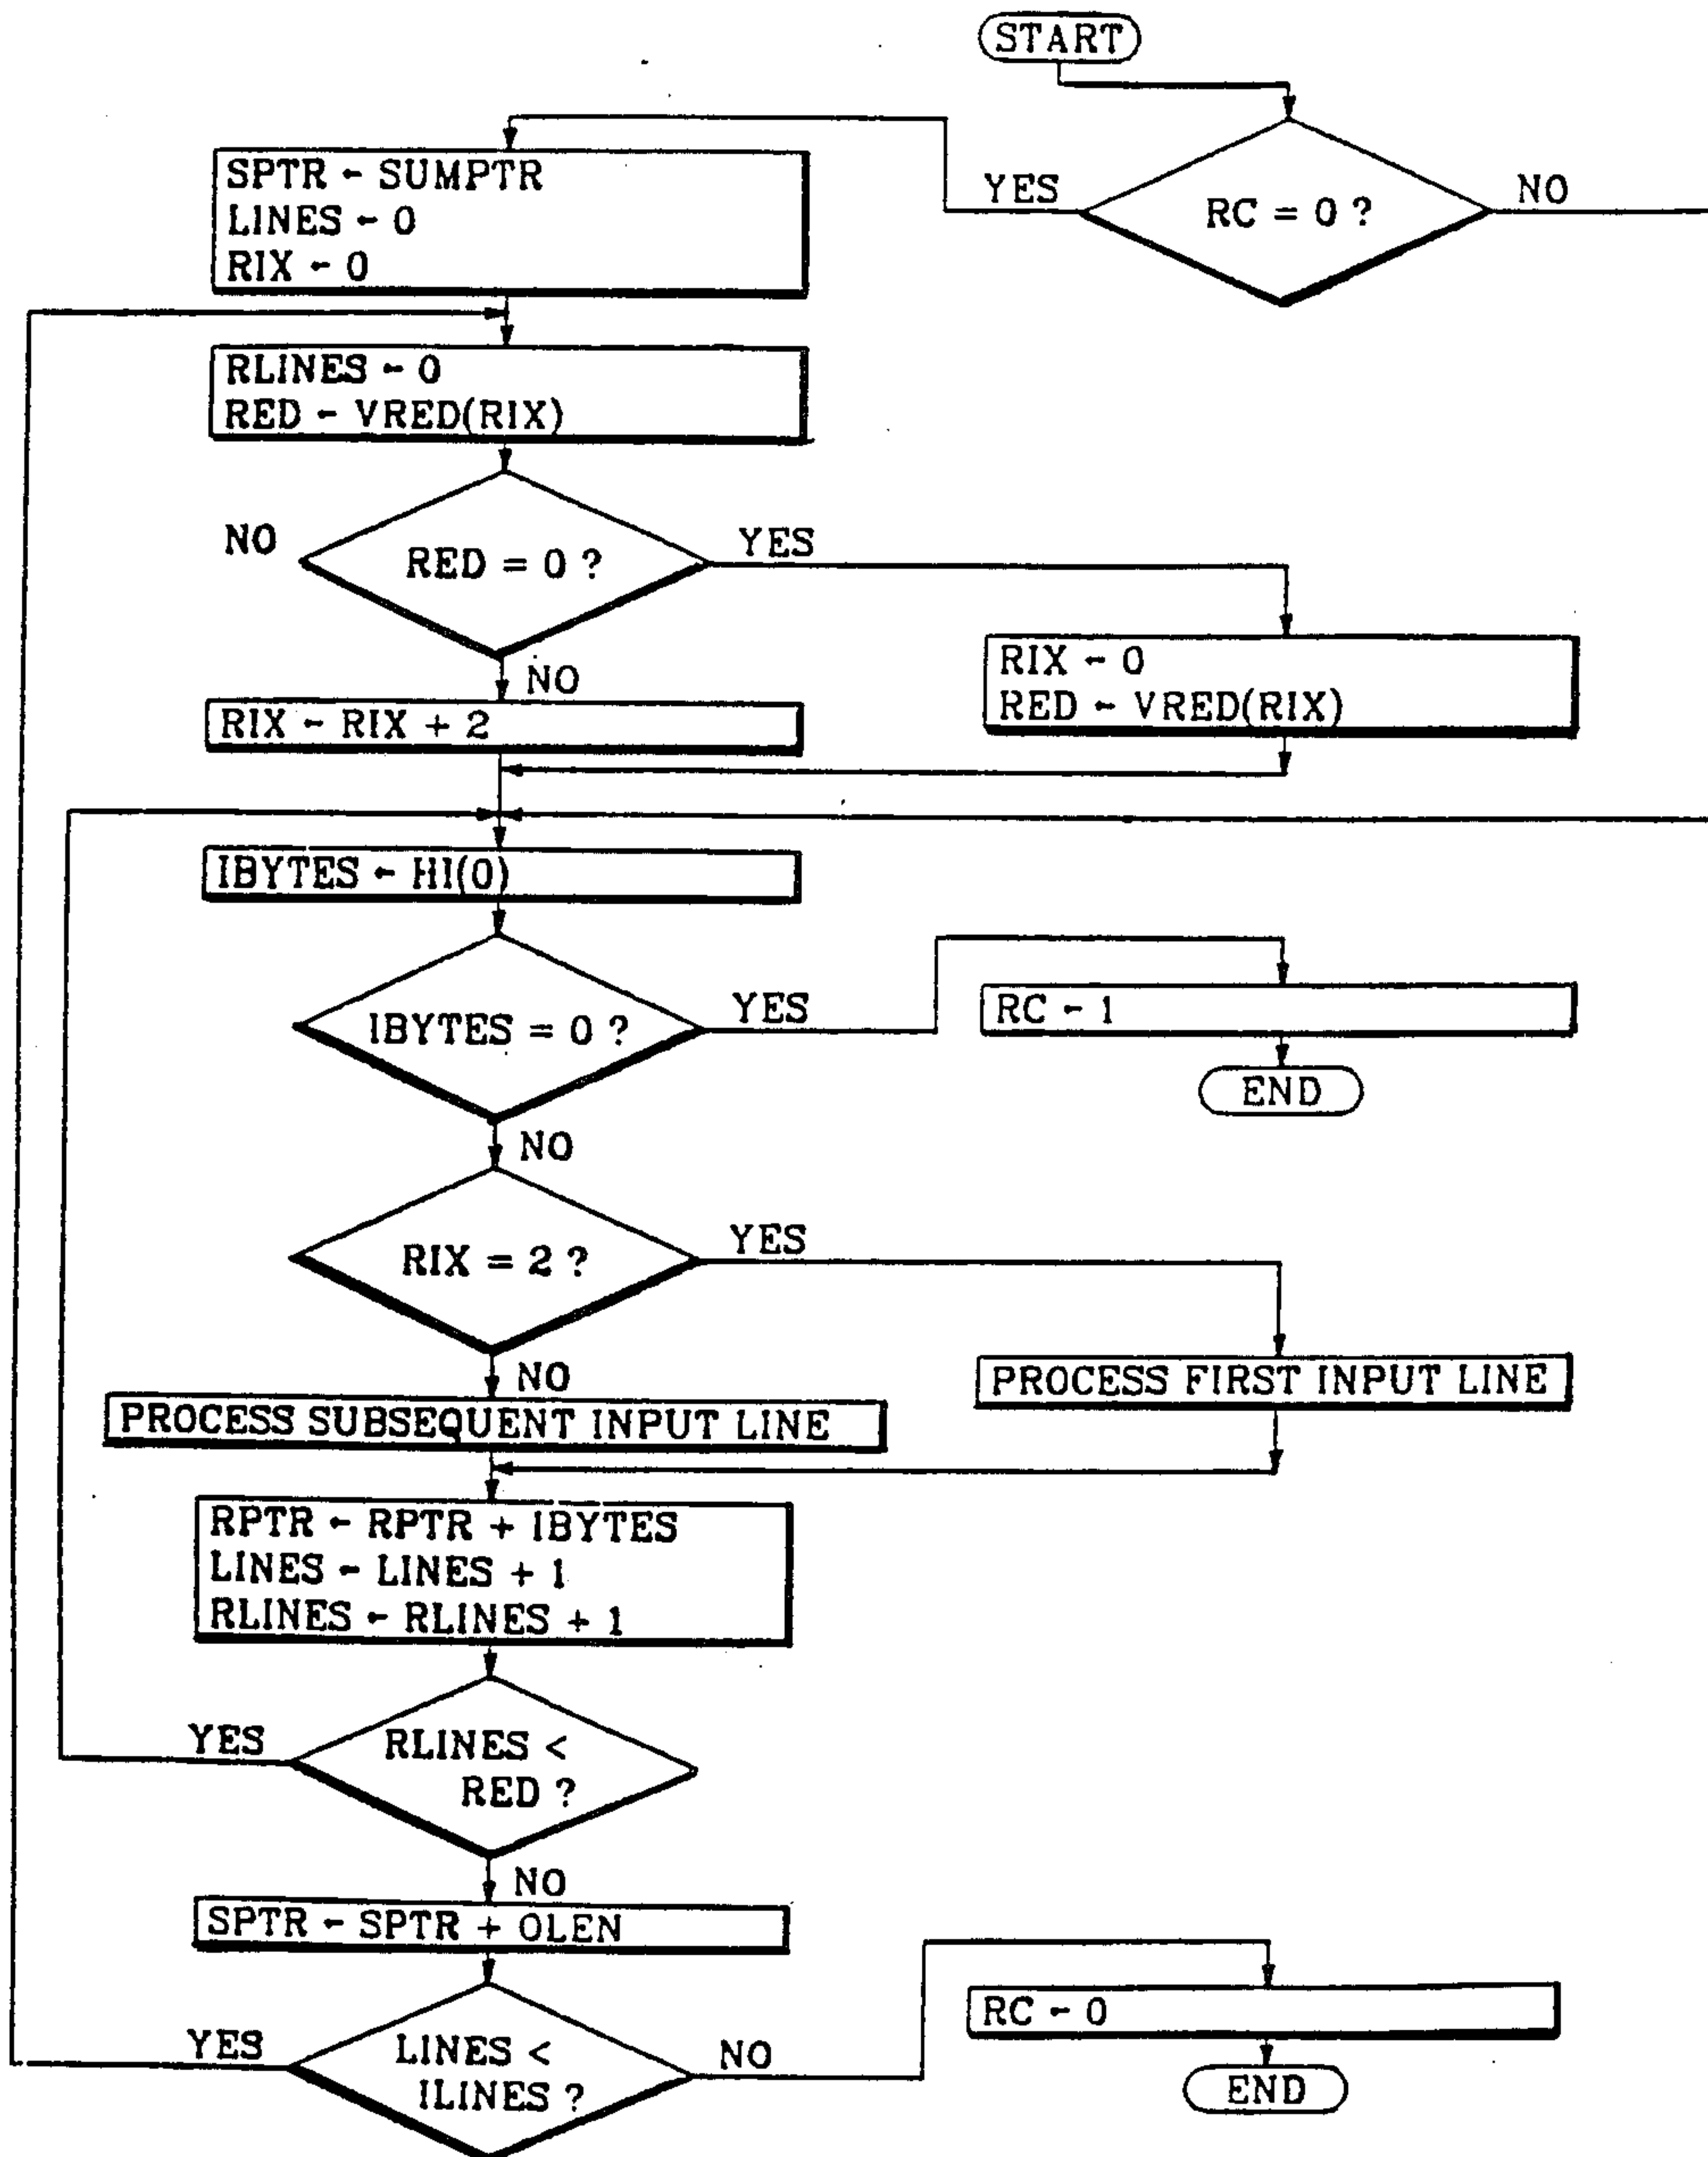 START
SPTR ← SUMPTR
LINES ← 0
RIX ← 0
YES
RC = 0 ?
NO
RLINES ← 0
RED ← VRED(RIX)
NO
RED = 0 ?
YES
RIX ← 0
RED ← VRED(RIX)
NO
RIX ← RIX + 2
IBYTES ← HI(0)
IBYTES = 0 ?
YES
RC ← 1
END
NO
RIX = 2 ?
YES
NO
PROCESS FIRST INPUT LINE
PROCESS SUBSEQUENT INPUT LINE
RPTR ← RPTR + IBYTES
LINES ← LINES + 1
RLINES ← RLINES + 1
YES
RLINES <
RED ?
NO
SPTR ← SPTR + OLEN
YES
LINES <
ILINES ?
NO
RC ← 0
END